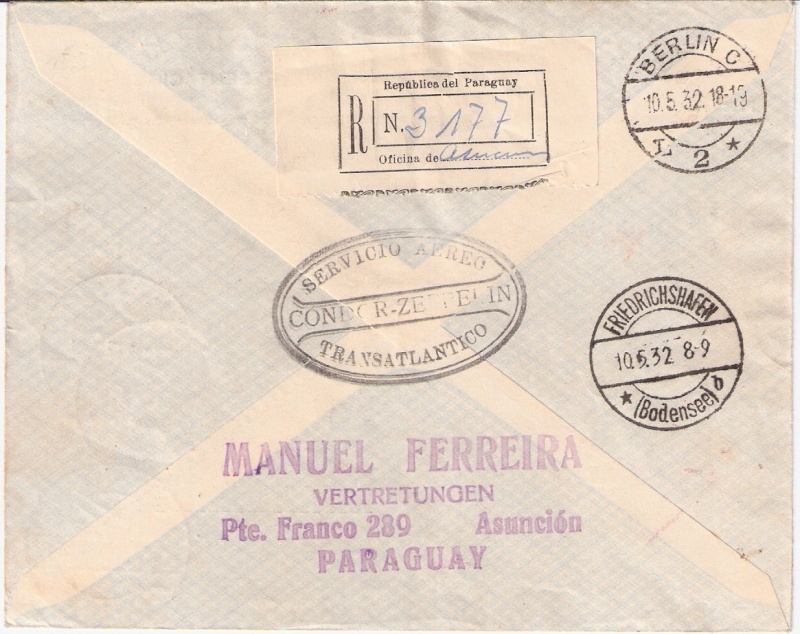 República del Paraguay
R
N. 3177
Oficina de Asuncion
BERLIN C
10.5.32.18-19
L 2 *
SERVICIO AEREO
CONDOR-ZEPPELIN
TRANSATLANTICO
FRIEDRICHSHAFEN
10.5.32 8-9
* (Bodensee) b
MANUEL FERREIRA
VERTRETUNGEN
Pte. Franco 289 Asunción
PARAGUAY